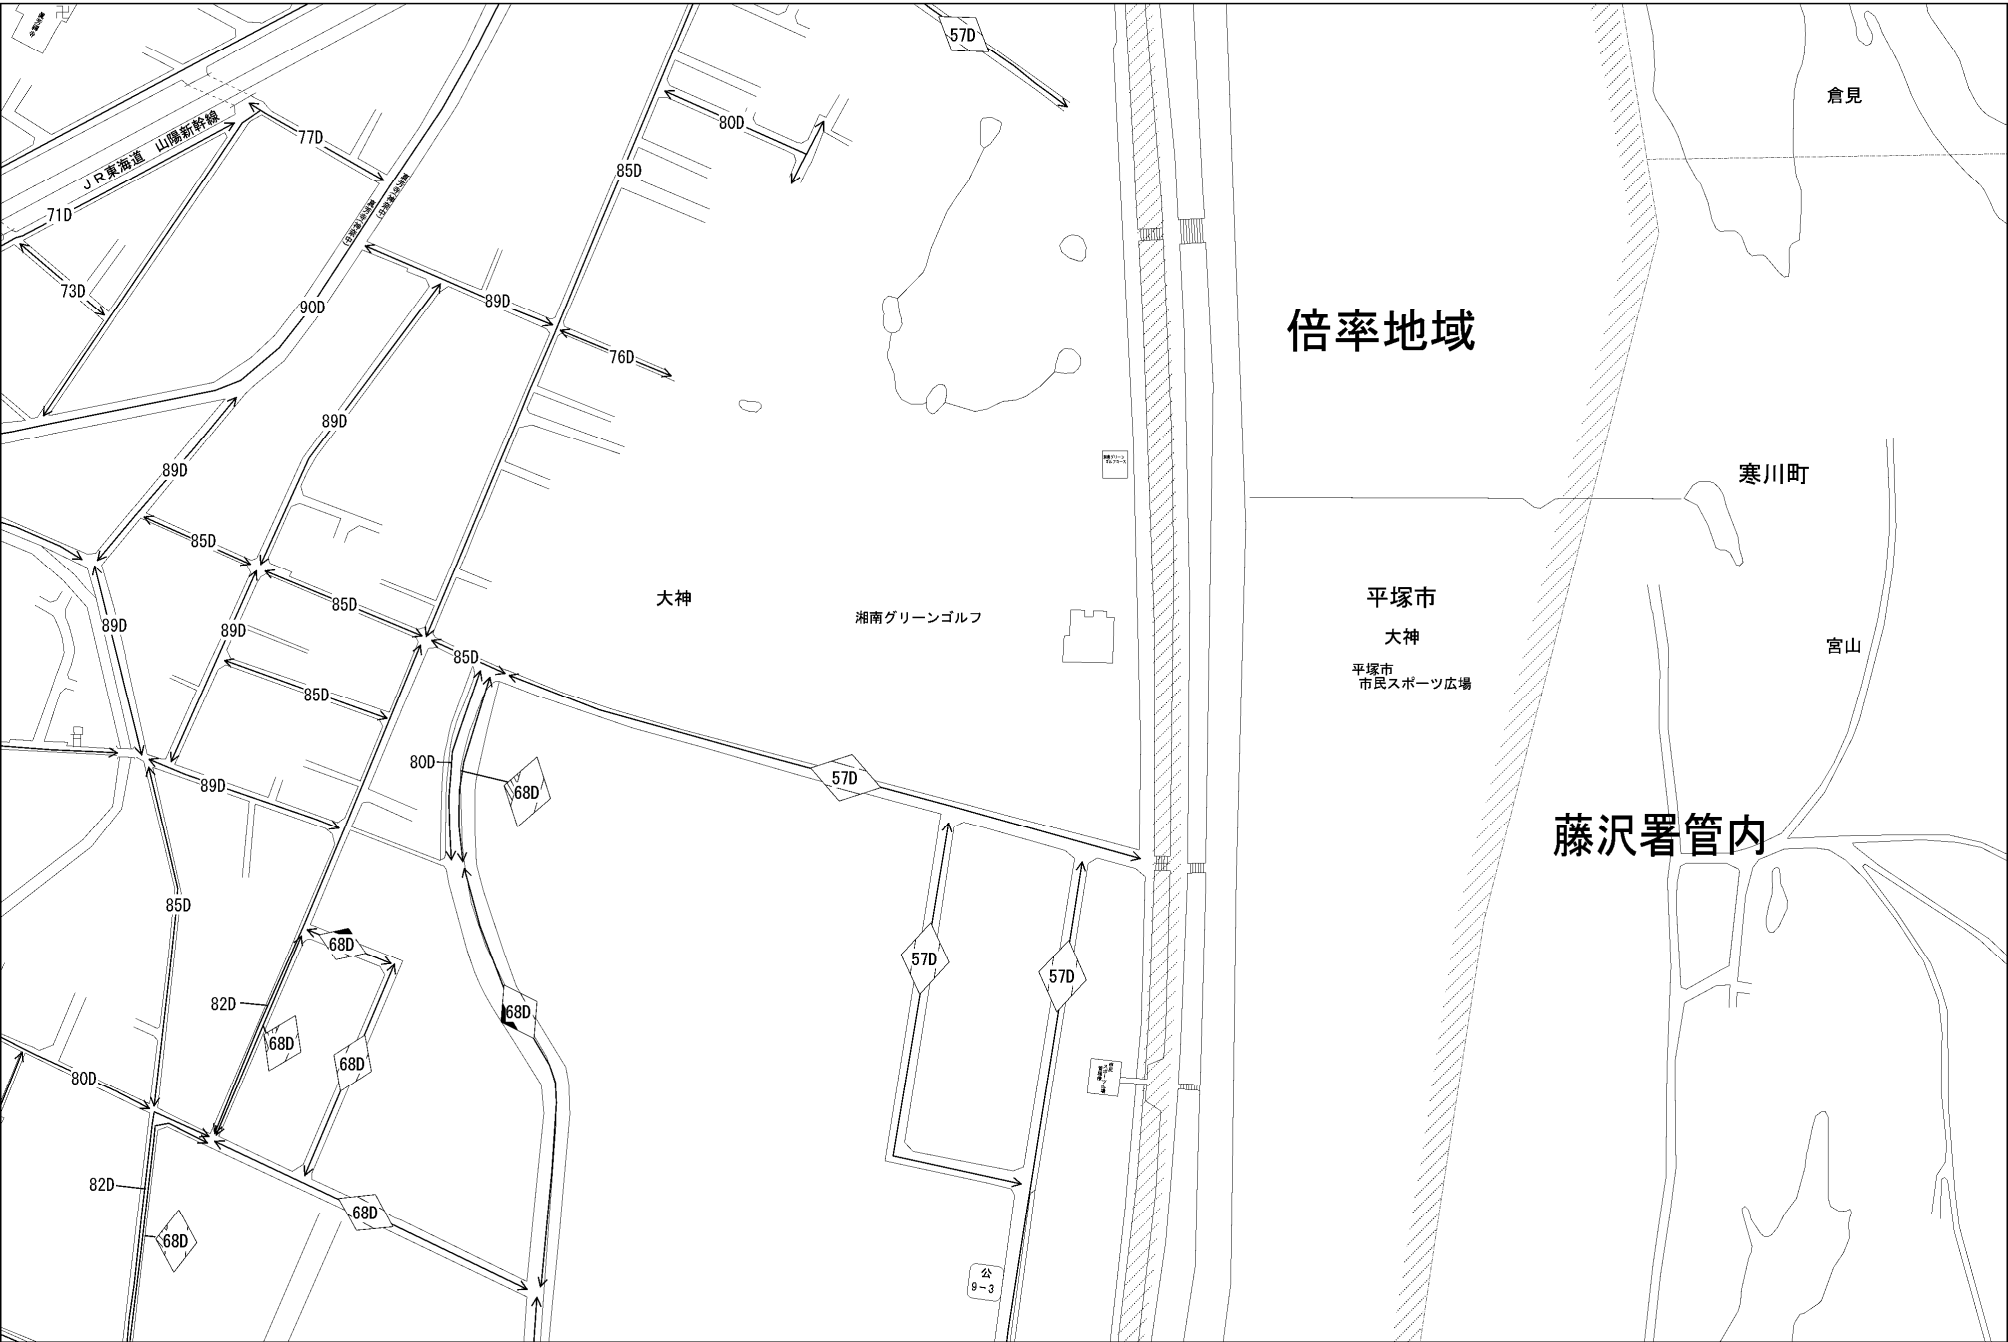 57D
倉見
80D
77D
JR東海道 山陽新幹線
85D
71D
73D
89D
90D
倍率地域
76D
89D
89D
寒川町
85D
大神
湘南グリーンゴルフ
平塚市
85D
89D
89D
大神
宮山
85D
平塚市
市民スポーツ広場
85D
80D
57D
68D
89D
藤沢署管内
85D
68D
57D
57D
82D
68D
68D
68D
80D
82D
68D
68D
公
9-3